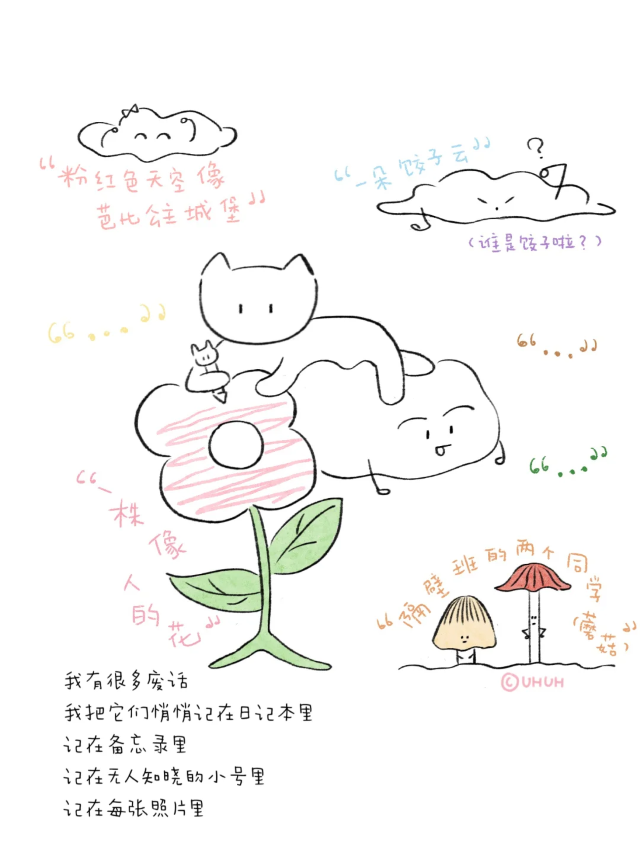 “粉红色天空像
芭比公主城堡”
“一朵饺子云”
?
(谁是饺子啦?)
“...”
“...”
“...”
“一株像
人的花”
“隔壁班的两个同学(蘑菇)”
©UHUH
我有很多废话
我把它们悄悄记在日记本里
记在备忘录里
记在无人知晓的小号里
记在每张照片里